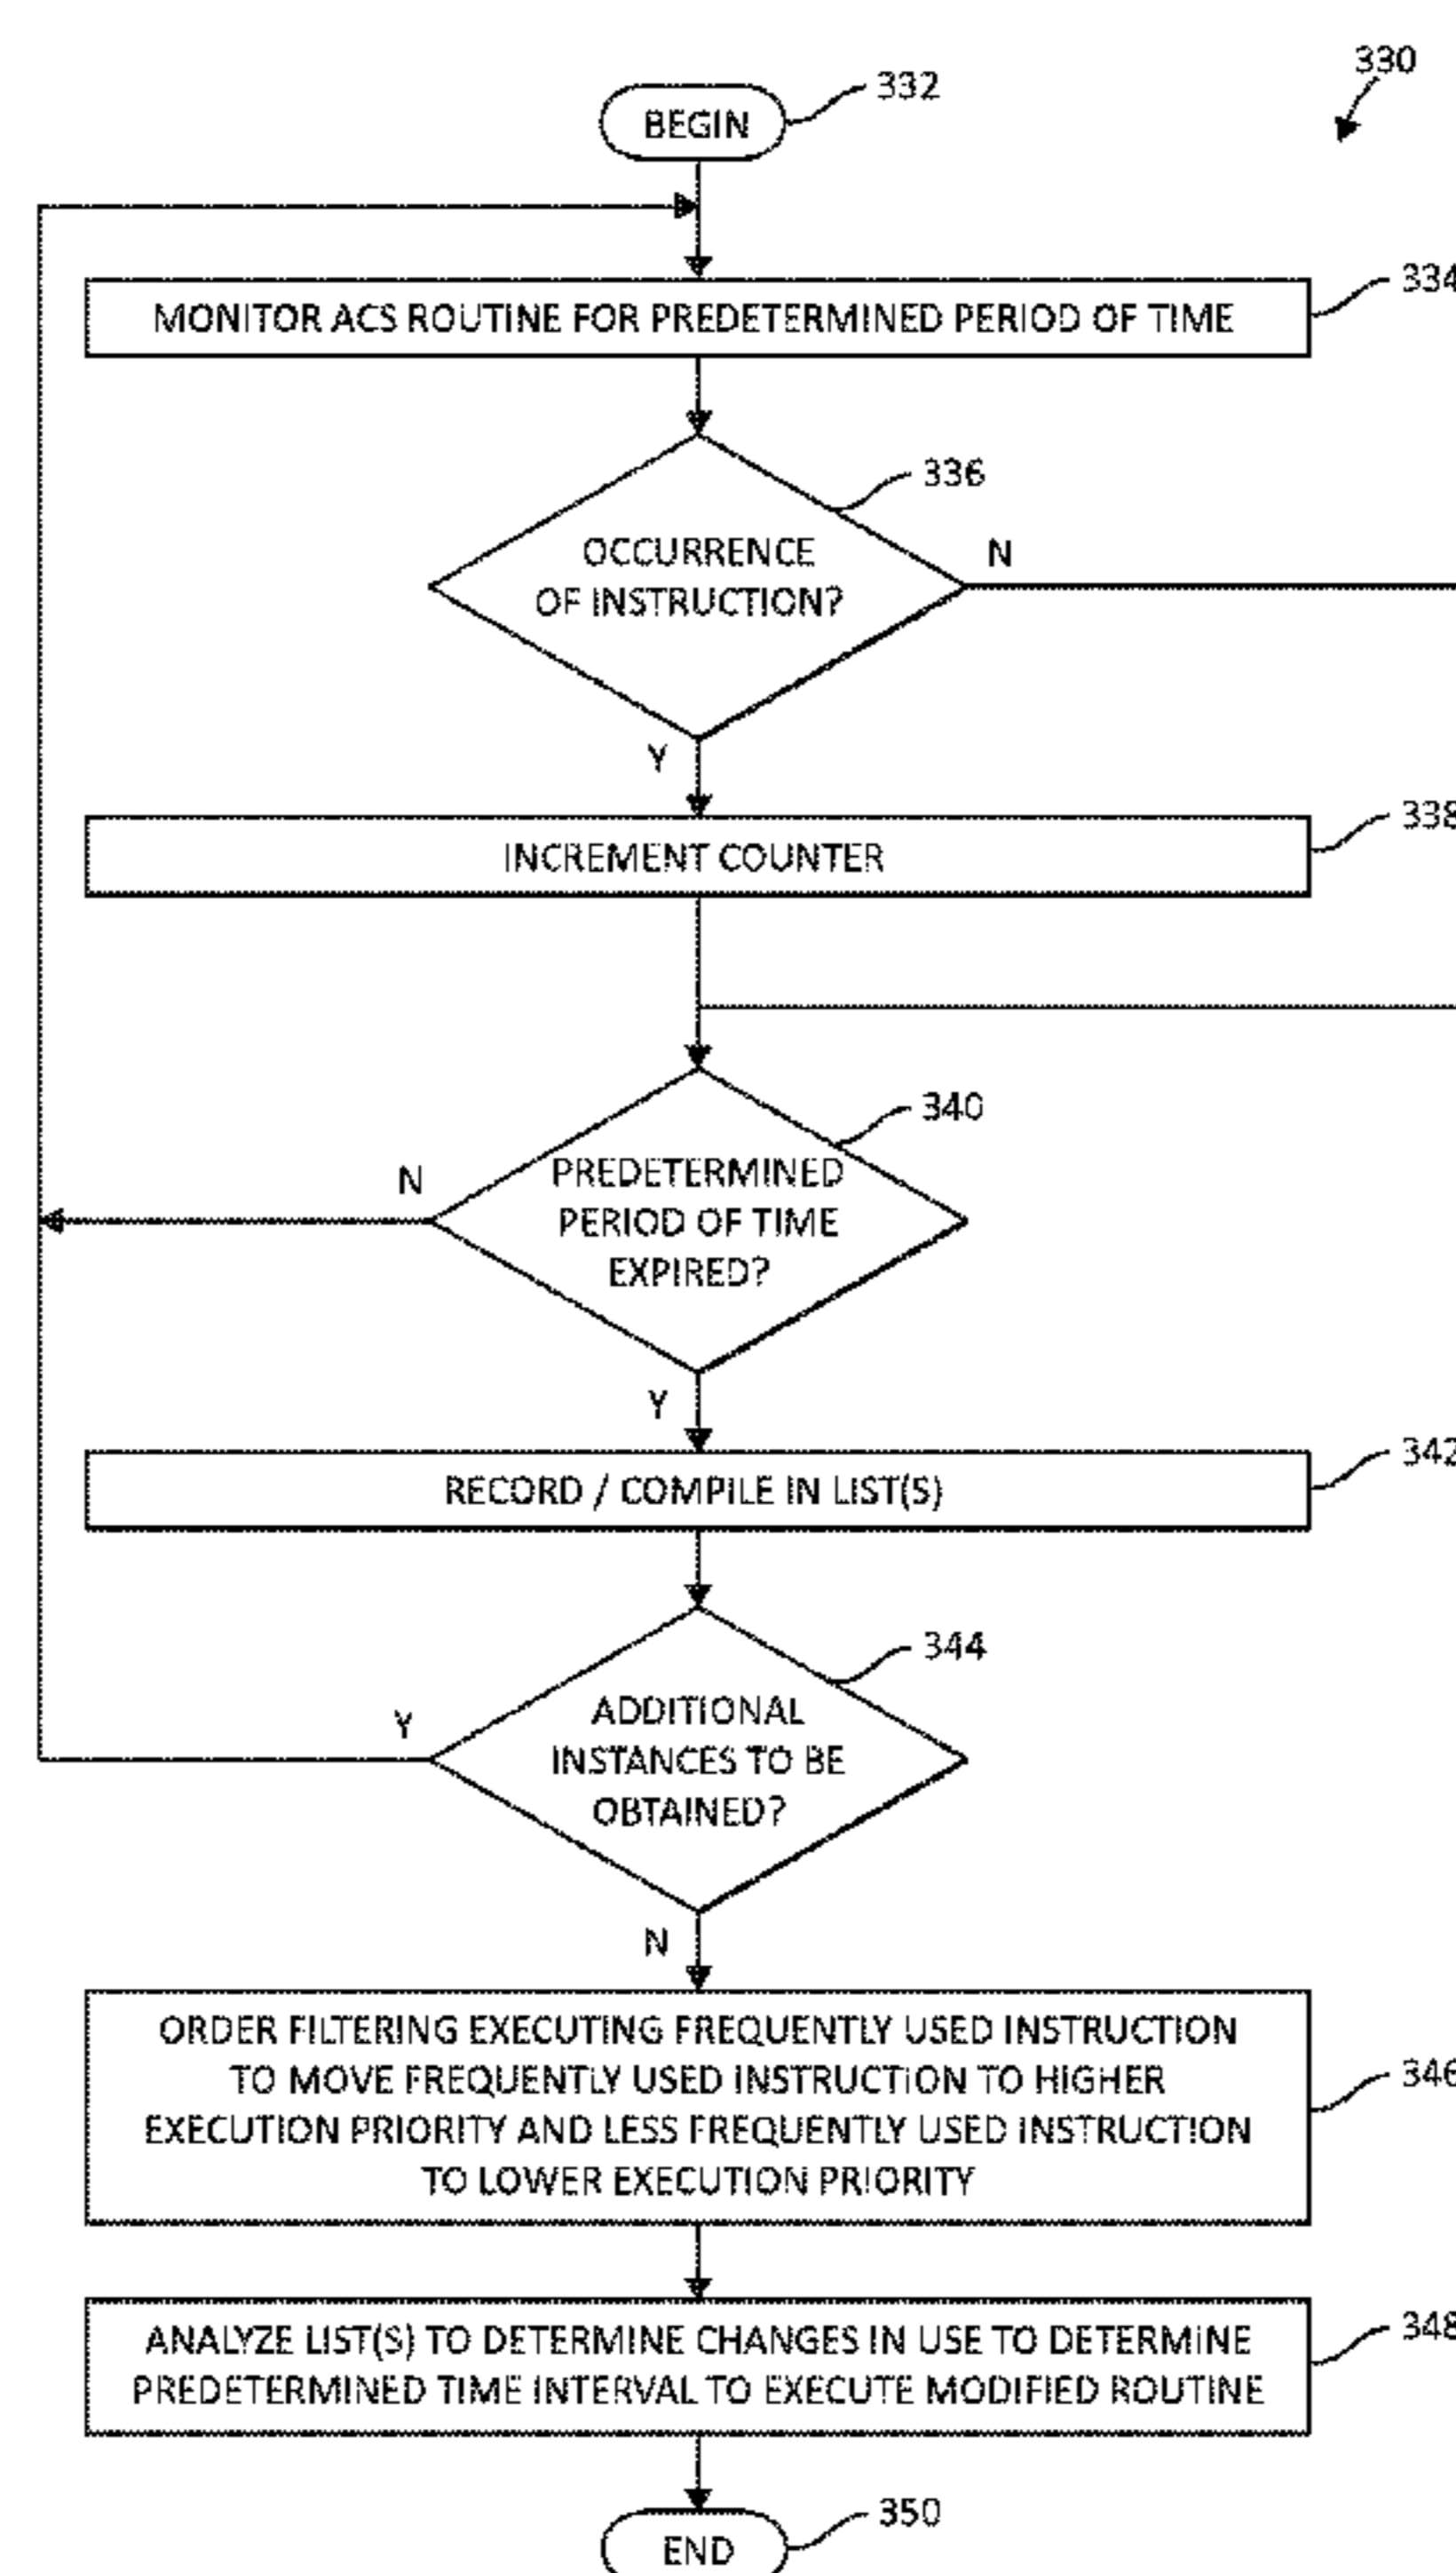 330
BEGIN
332
MONITOR ACS ROUTINE FOR PREDETERMINED PERIOD OF TIME
334
336
OCCURRENCE
OF INSTRUCTION?
N
Y
INCREMENT COUNTER
338
340
PREDETERMINED
PERIOD OF TIME
EXPIRED?
N
Y
RECORD / COMPILE IN LIST(S)
342
344
ADDITIONAL
INSTANCES TO BE
OBTAINED?
Y
N
ORDER FILTERING EXECUTING FREQUENTLY USED INSTRUCTION
TO MOVE FREQUENTLY USED INSTRUCTION TO HIGHER
EXECUTION PRIORITY AND LESS FREQUENTLY USED INSTRUCTION
TO LOWER EXECUTION PRIORITY
346
ANALYZE LIST(S) TO DETERMINE CHANGES IN USE TO DETERMINE
PREDETERMINED TIME INTERVAL TO EXECUTE MODIFIED ROUTINE
348
END
350